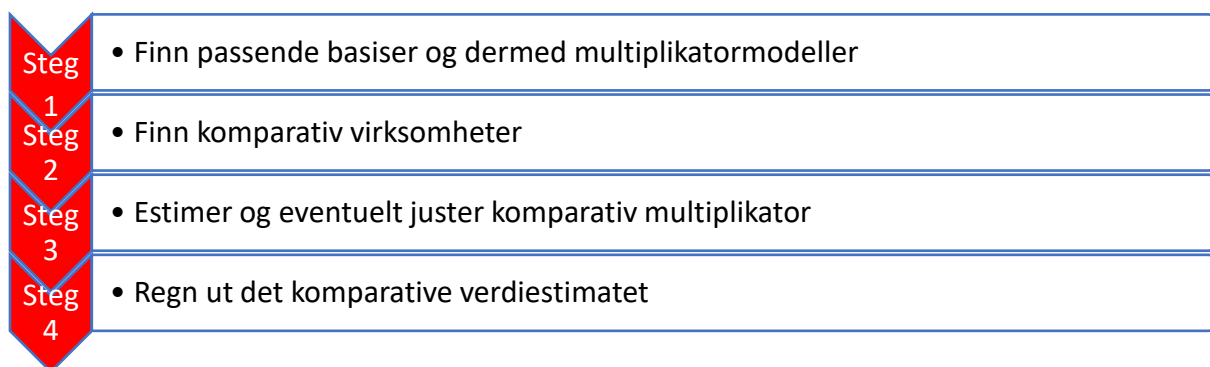 Steg
1
• Finn passende basiser og dermed multiplikatormodeller
Steg
2
• Finn komparativ virksomheter
Steg
3
• Estimer og eventuelt juster komparativ multiplikator
Steg
4
• Regn ut det komparative verdiestimatet